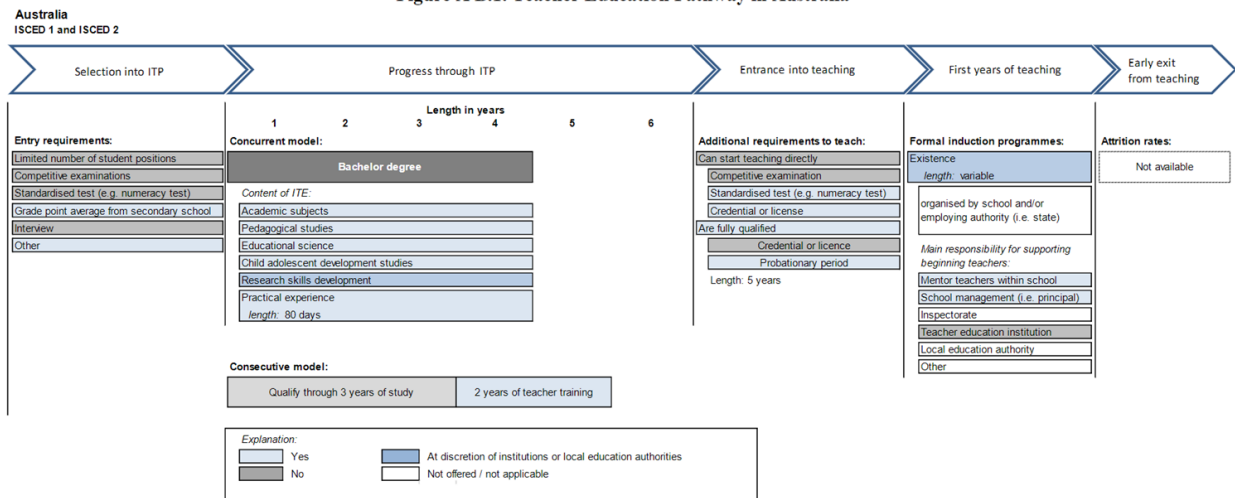 Australia
ISCED 1 and ISCED 2
Selection into ITP
Progress through ITP
Entrance into teaching
First years of teaching
Early exit
from teaching
Entry requirements:
Limited number of student positions
Competitive examinations
Standardised test (e.g. numeracy test)
Grade point average from secondary school
Interview
Other
Length in years
1 2 3 4 5 6
Concurrent model:
Bachelor degree
Content of ITE:
Academic subjects
Pedagogical studies
Educational science
Child adolescent development studies
Research skills development
Practical experience
length: 80 days
Consecutive model:
Qualify through 3 years of study
2 years of teacher training
Additional requirements to teach:
Can start teaching directly
Competitive examination
Standardised test (e.g. numeracy test)
Credential or license
Are fully qualified
Credential or licence
Probationary period
Length: 5 years
Formal induction programmes:
Existence
length: variable
organised by school and/or
employing authority (i.e. state)
Main responsibility for supporting
beginning teachers:
Mentor teachers within school
School management (i.e. principal)
Inspectorate
Teacher education institution
Local education authority
Other
Attrition rates:
Not available
Explanation:
Yes
No
At discretion of institutions or local education authorities
Not offered / not applicable